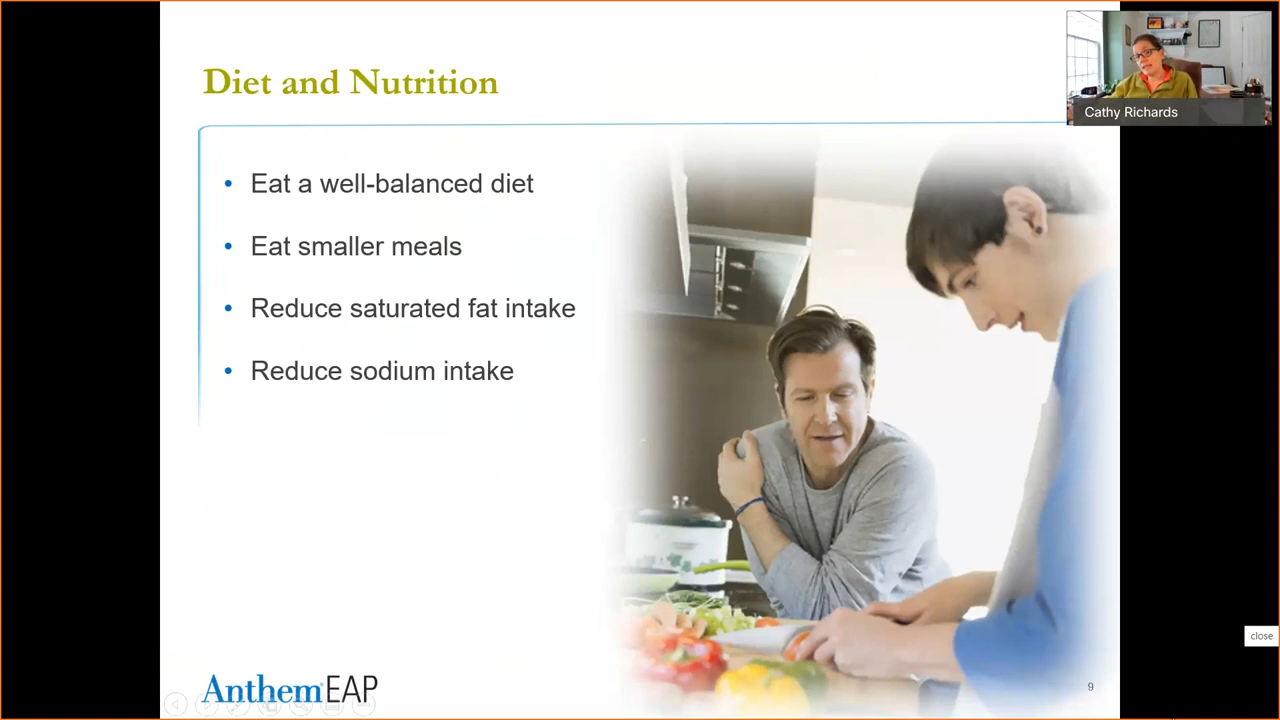 Diet and Nutrition
Cathy Richards
• Eat a well-balanced diet
• Eat smaller meals
• Reduce saturated fat intake
• Reduce sodium intake
close
AnthemEAP
9